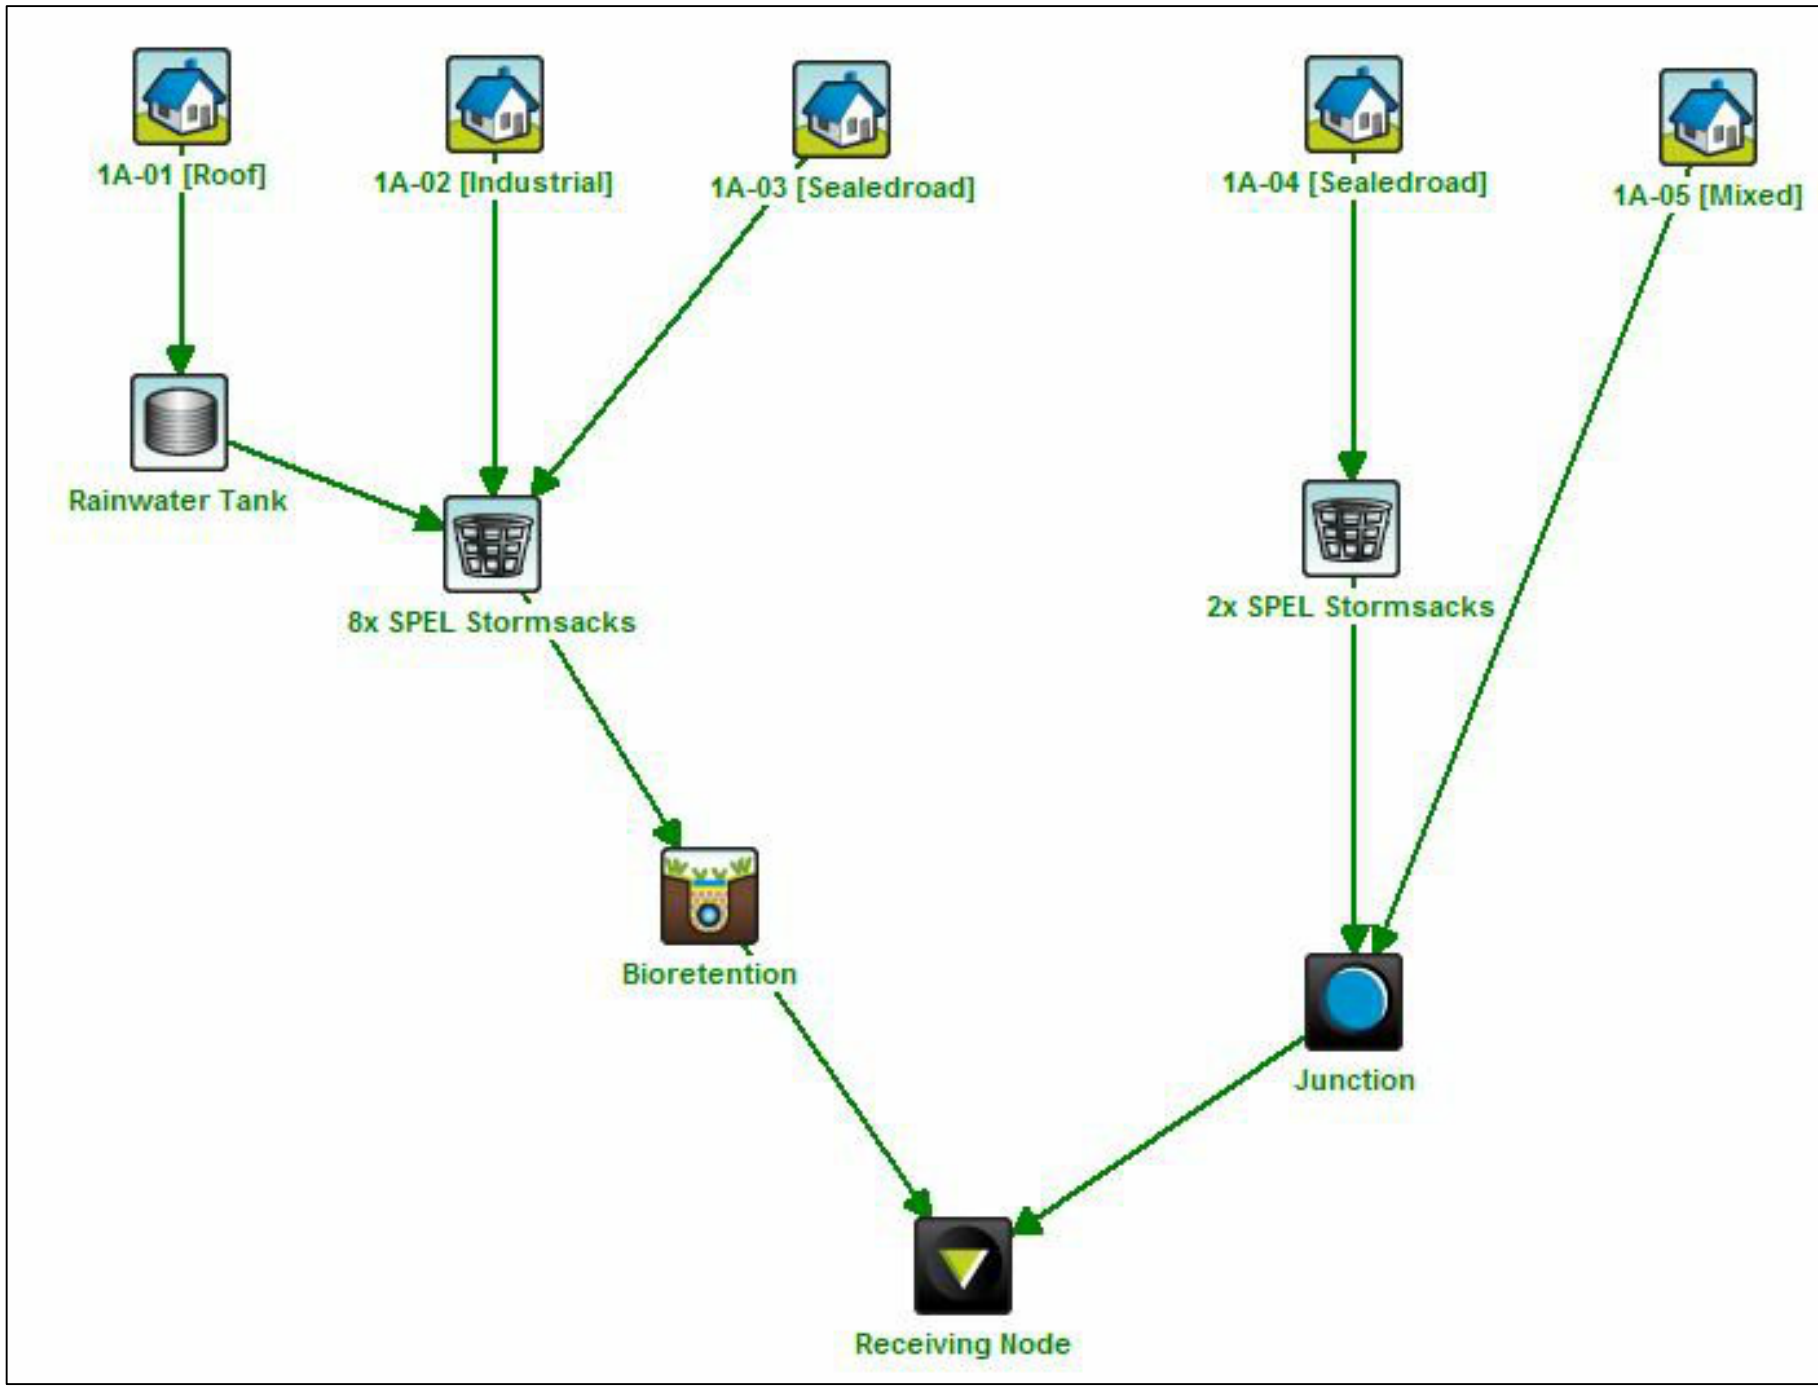 1A-01 [Roof]
1A-02 [Industrial]
1A-03 [Sealedroad]
1A-04 [Sealedroad]
1A-05 [Mixed]
Rainwater Tank
8x SPEL Stormsacks
2x SPEL Stormsacks
Bioretention
Junction
Receiving Node